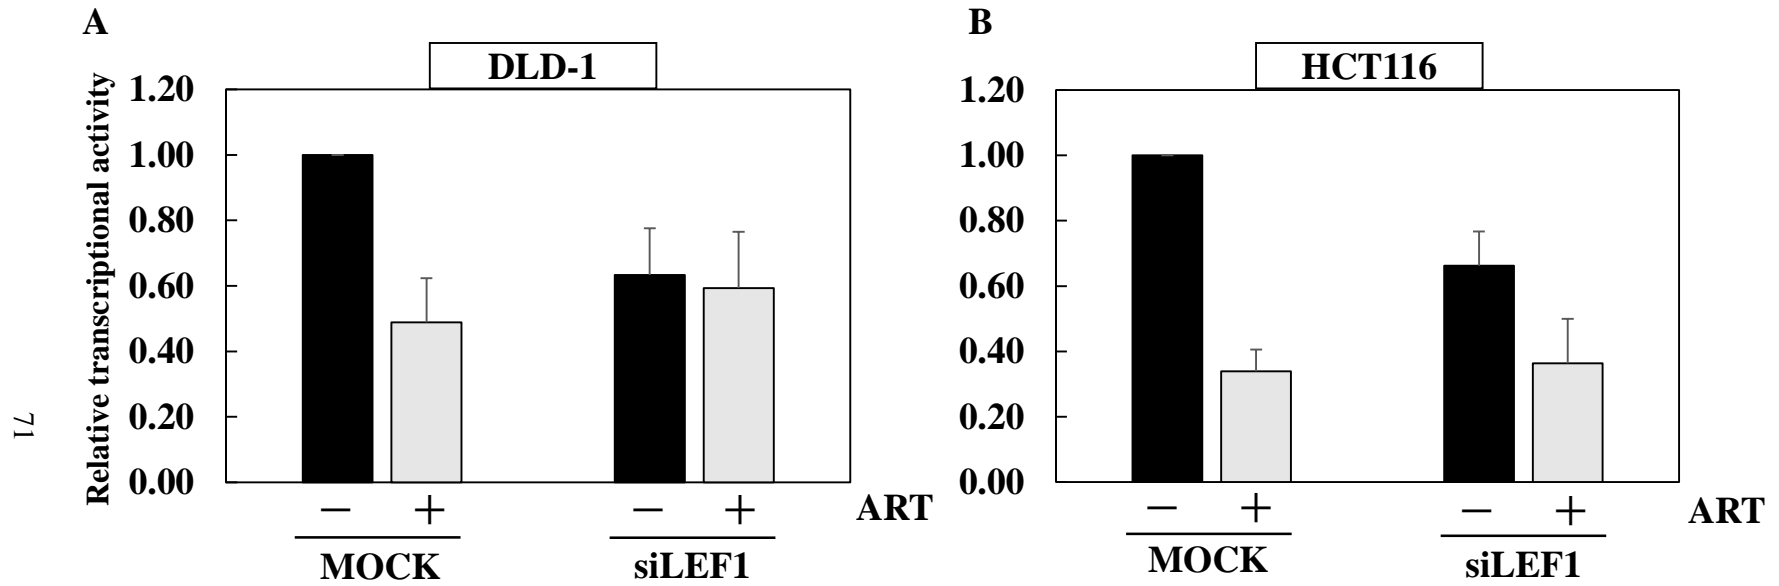 A
DLD-1
Relative transcriptional activity
1.20
1.00
0.80
0.60
0.40
0.20
0.00
− + − + ART
MOCK siLEF1
B
HCT116
1.20
1.00
0.80
0.60
0.40
0.20
0.00
− + − + ART
MOCK siLEF1
71